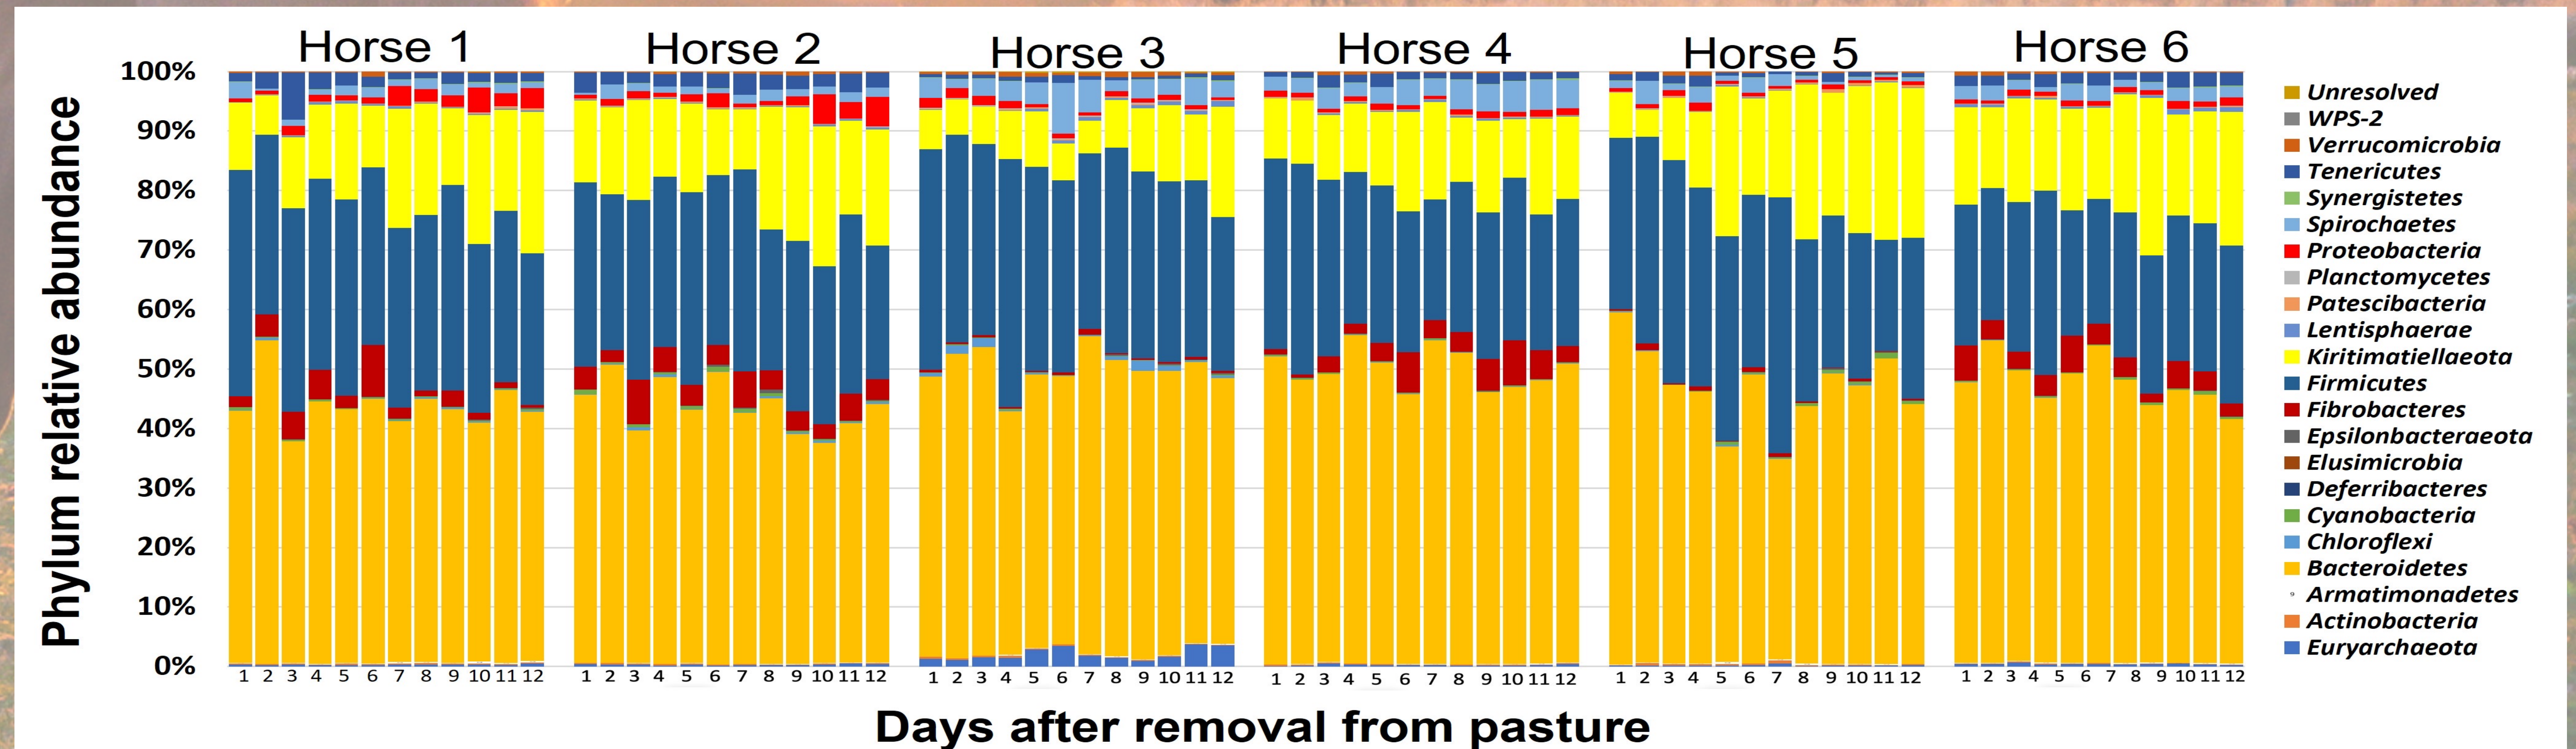 Horse 1 Horse 2 Horse 3 Horse 4 Horse 5 Horse 6
Phylum relative abundance
100%
90%
80%
70%
60%
50%
40%
30%
20%
10%
0%
1 2 3 4 5 6 7 8 9 10 11 12 1 2 3 4 5 6 7 8 9 10 11 12 1 2 3 4 5 6 7 8 9 10 11 12 1 2 3 4 5 6 7 8 9 10 11 12 1 2 3 4 5 6 7 8 9 10 11 12 1 2 3 4 5 6 7 8 9 10 11 12
Days after removal from pasture
Unresolved
WPS-2
Verrucomicrobia
Tenericutes
Synergistetes
Spirochaetes
Proteobacteria
Planctomycetes
Patescibacteria
Lentisphaerae
Kiritimatiellaeota
Firmicutes
Fibrobacteres
Epsilonbacteraeota
Elusimicrobia
Deferribacteres
Cyanobacteria
Chloroflexi
Bacteroidetes
Armatimonadetes
Actinobacteria
Euryarchaeota